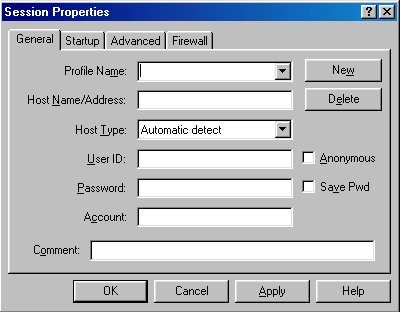 Session Properties
General Startup Advanced Firewall
Profile Name: New
Host Name/Address: Delete
Host Type: Automatic detect
User ID: Anonymous
Password: Save Pwd
Account:
Comment:
OK Cancel Apply Help